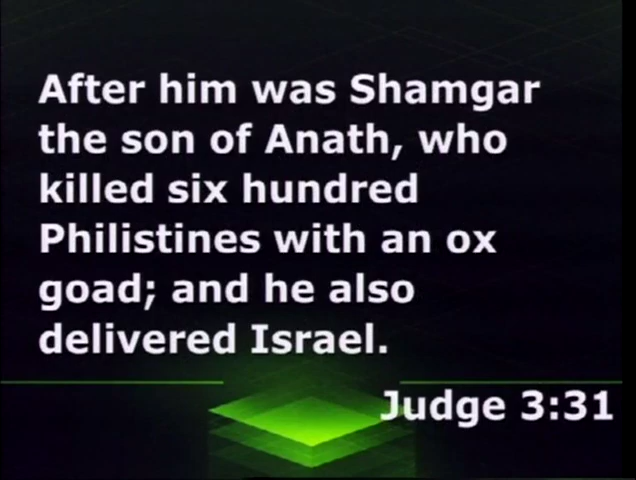 After him was Shamgar
the son of Anath, who
killed six hundred
Philistines with an ox
goad; and he also
delivered Israel.
Judge 3:31